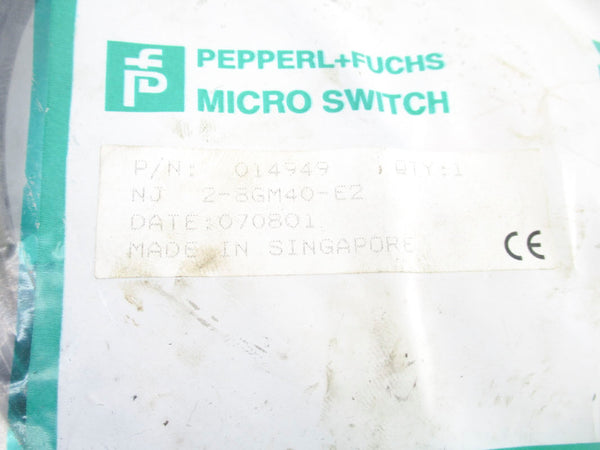 PEPPERL+FUCHS
MICRO SWITCH
P/N: 014949 QTY:1
NJ 2-8GM40-E2
DATE:070801
MADE IN SINGAPORE
CE